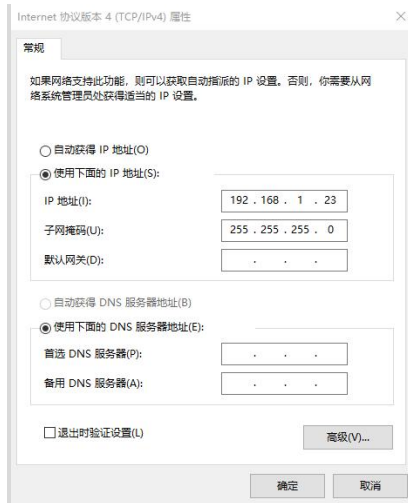 Internet 协议版本 4 (TCP/IPv4) 属性
常规
如果网络支持此功能，则可以获取自动指派的 IP 设置。否则，你需要从网
络系统管理员处获得适当的 IP 设置。
自动获得 IP 地址(O)
使用下面的 IP 地址(S):
IP 地址(I): 192 . 168 . 1 . 23
子网掩码(U): 255 . 255 . 255 . 0
默认网关(D): . . .
自动获得 DNS 服务器地址(B)
使用下面的 DNS 服务器地址(E):
首选 DNS 服务器(P): . . .
备用 DNS 服务器(A): . . .
退出时验证设置(L)
高级(V)...
确定 取消